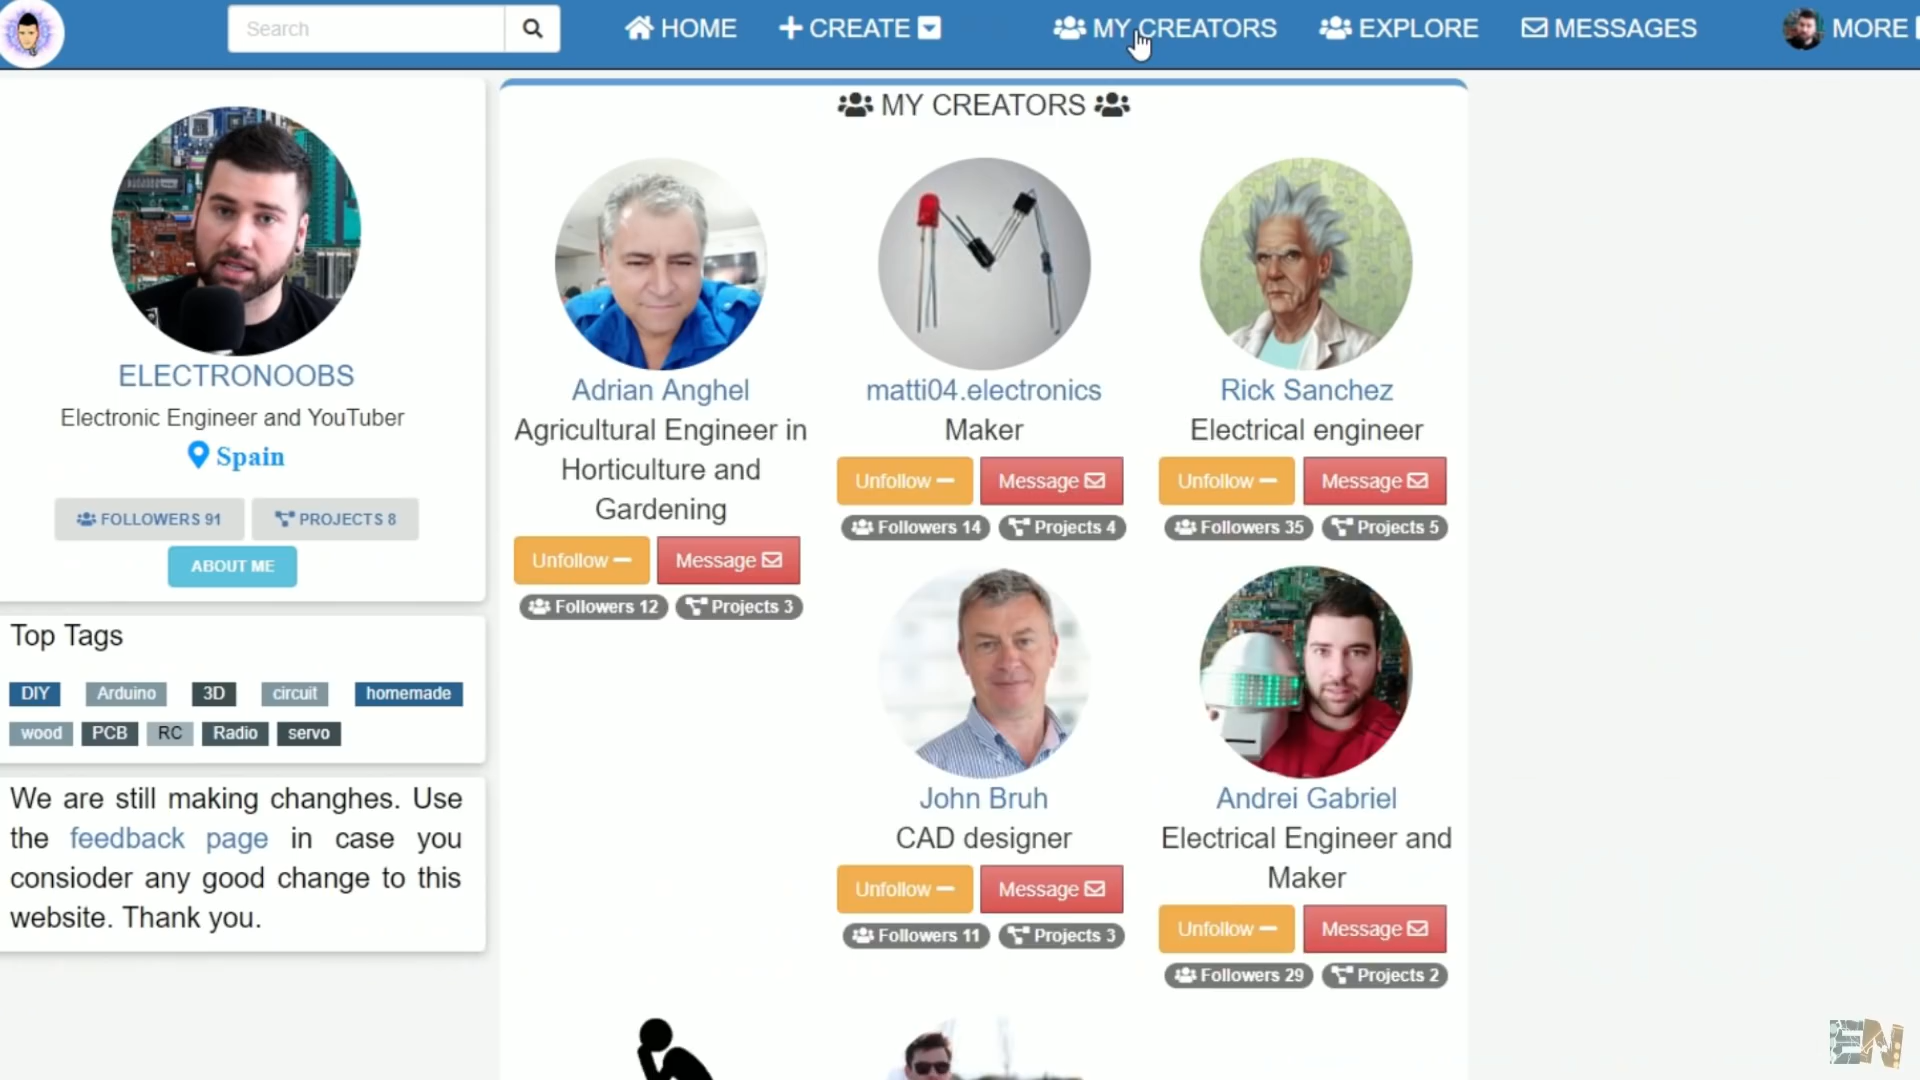 Search
HOME
CREATE
MY CREATORS
EXPLORE
MESSAGES
MORE
ELECTRONOOBS
Electronic Engineer and YouTuber
Spain
FOLLOWERS 91
PROJECTS 8
ABOUT ME
Top Tags
DIY
Arduino
3D
circuit
homemade
wood
PCB
RC
Radio
servo
We are still making changhes. Use
the feedback page in case you
consioder any good change to this
website. Thank you.
MY CREATORS
Adrian Anghel
Agricultural Engineer in
Horticulture and
Gardening
Unfollow
Message
Followers 12
Projects 3
matti04.electronics
Maker
Unfollow
Message
Followers 14
Projects 4
Rick Sanchez
Electrical engineer
Unfollow
Message
Followers 35
Projects 5
John Bruh
CAD designer
Unfollow
Message
Followers 11
Projects 3
Andrei Gabriel
Electrical Engineer and
Maker
Unfollow
Message
Followers 29
Projects 2
EN